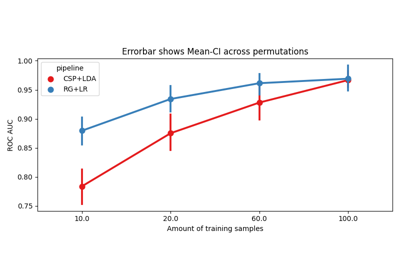 Errorbar shows Mean-CI across permutations
pipeline
CSP+LDA
RG+LR
ROC AUC
1.00
0.95
0.90
0.85
0.80
0.75
10.0 20.0 60.0 100.0
Amount of training samples